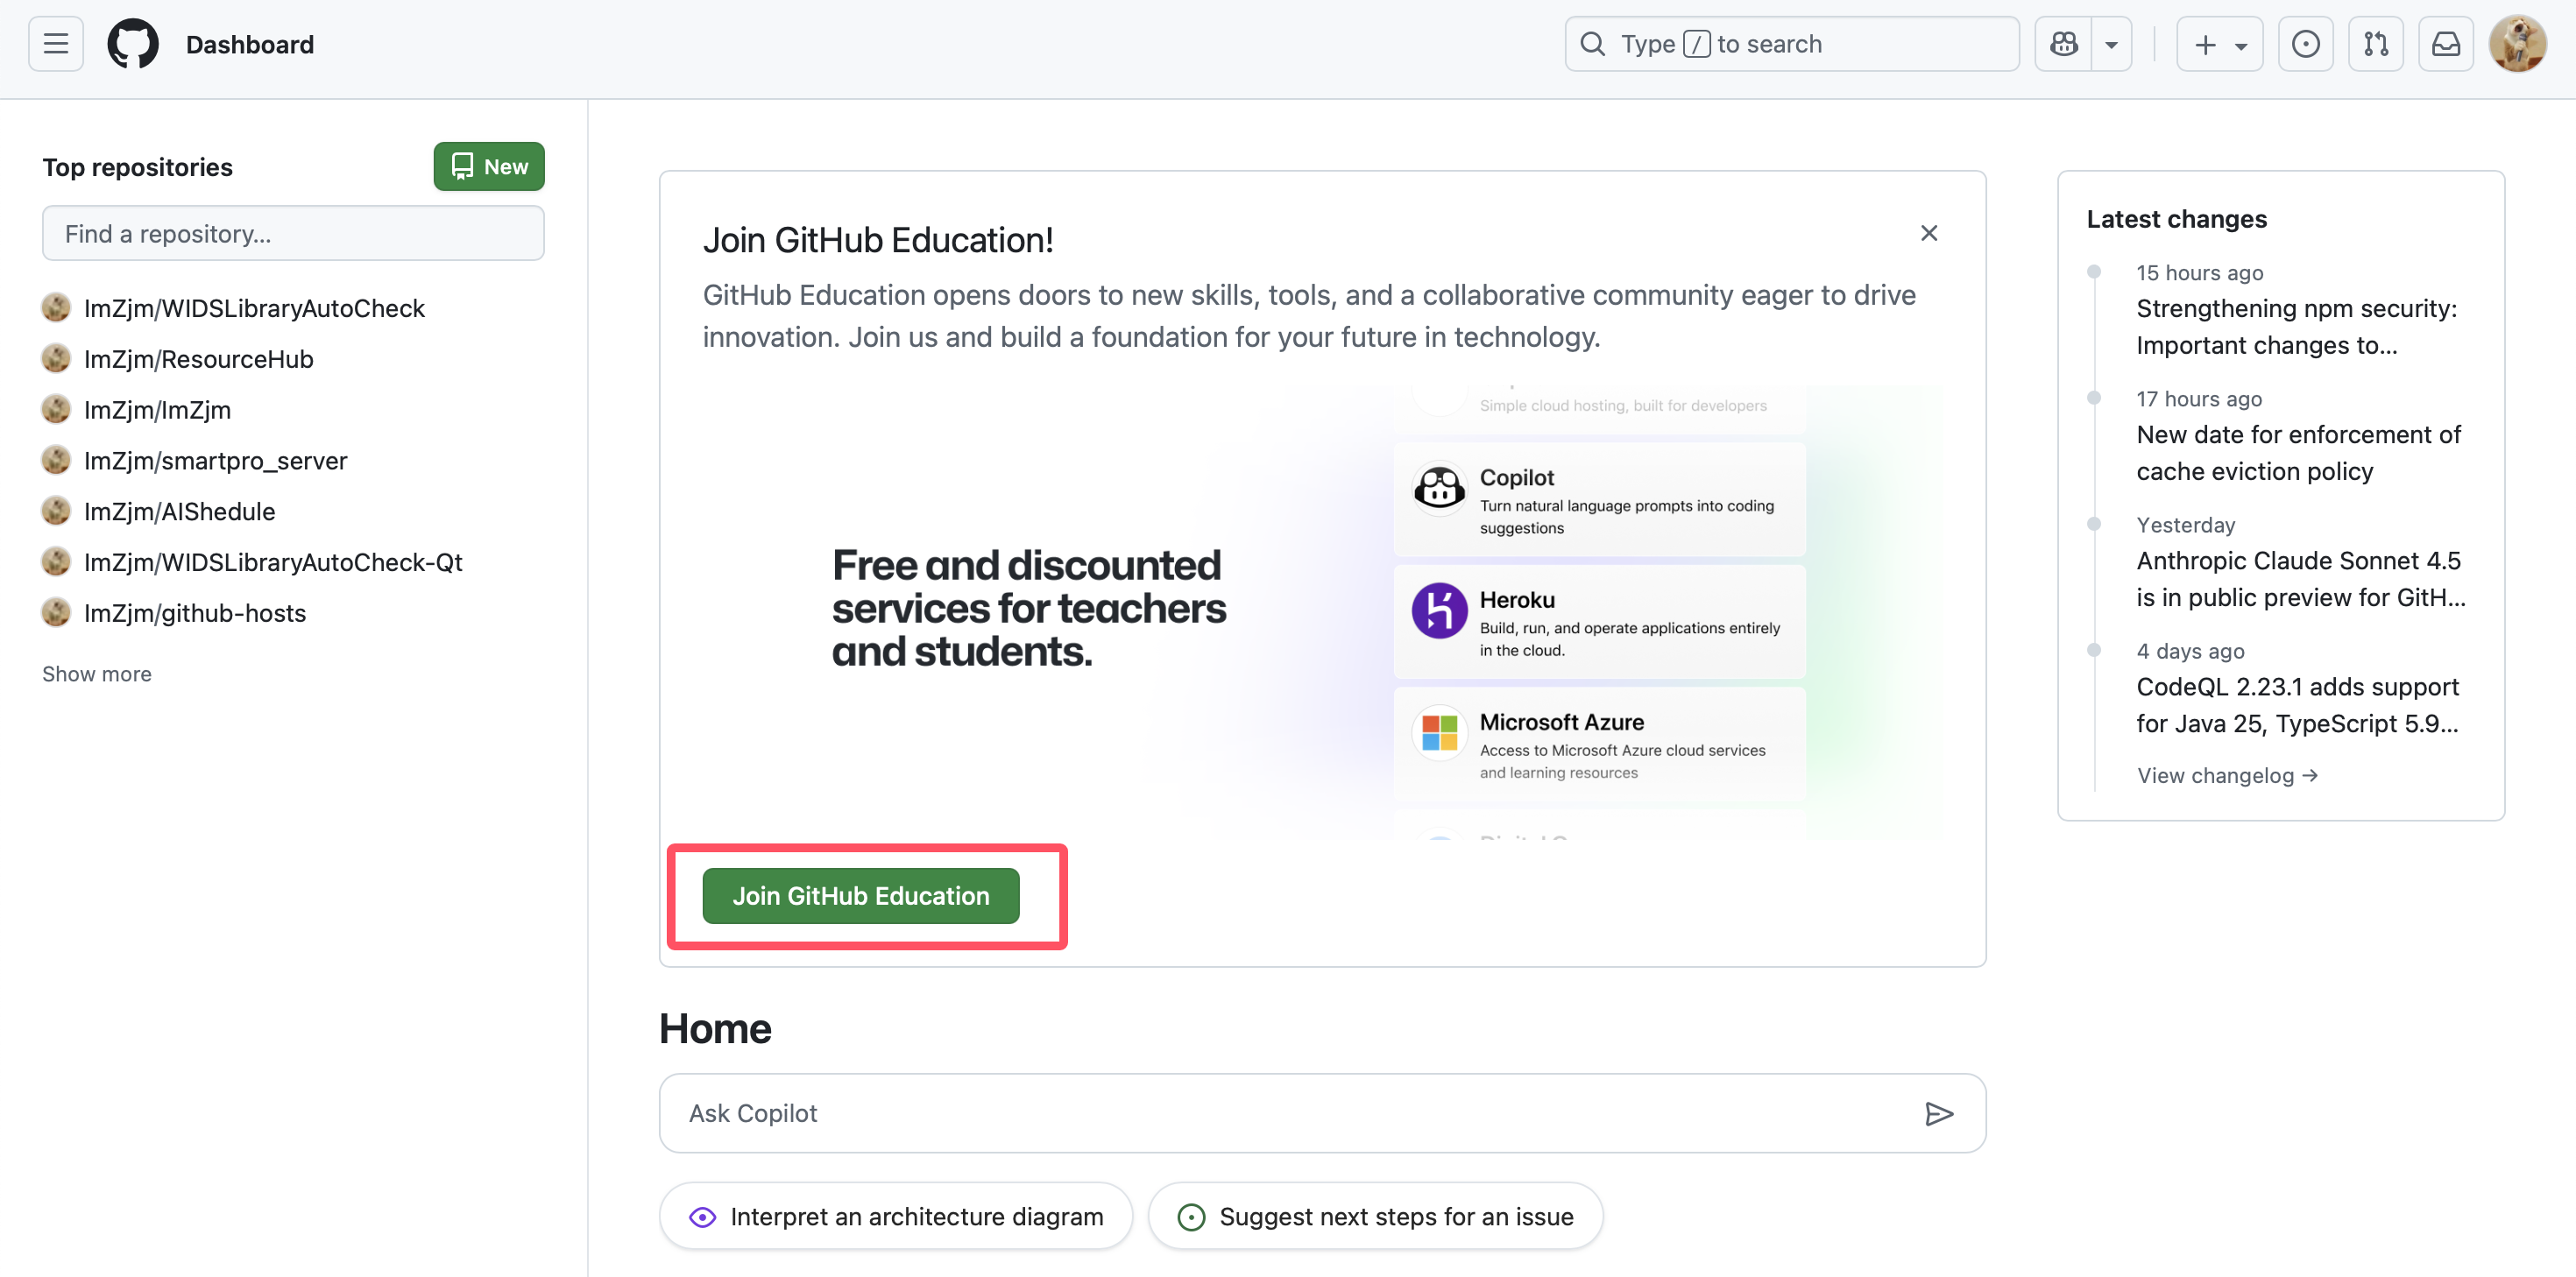 Dashboard
Type / to search
Top repositories
New
Find a repository...
ImZjm/WIDSLibraryAutoCheck
ImZjm/ResourceHub
ImZjm/ImZjm
ImZjm/smartpro_server
ImZjm/AIShedule
ImZjm/WIDSLibraryAutoCheck-Qt
ImZjm/github-hosts
Show more
Join GitHub Education!
GitHub Education opens doors to new skills, tools, and a collaborative community eager to drive
innovation. Join us and build a foundation for your future in technology.
Free and discounted
services for teachers
and students.
Simple cloud hosting, built for developers
Copilot
Turn natural language prompts into coding
suggestions
Heroku
Build, run, and operate applications entirely
in the cloud.
Microsoft Azure
Access to Microsoft Azure cloud services
and learning resources
Join GitHub Education
Home
Ask Copilot
Interpret an architecture diagram
Suggest next steps for an issue
Latest changes
15 hours ago
Strengthening npm security:
Important changes to...
17 hours ago
New date for enforcement of
cache eviction policy
Yesterday
Anthropic Claude Sonnet 4.5
is in public preview for GitH...
4 days ago
CodeQL 2.23.1 adds support
for Java 25, TypeScript 5.9...
View changelog →